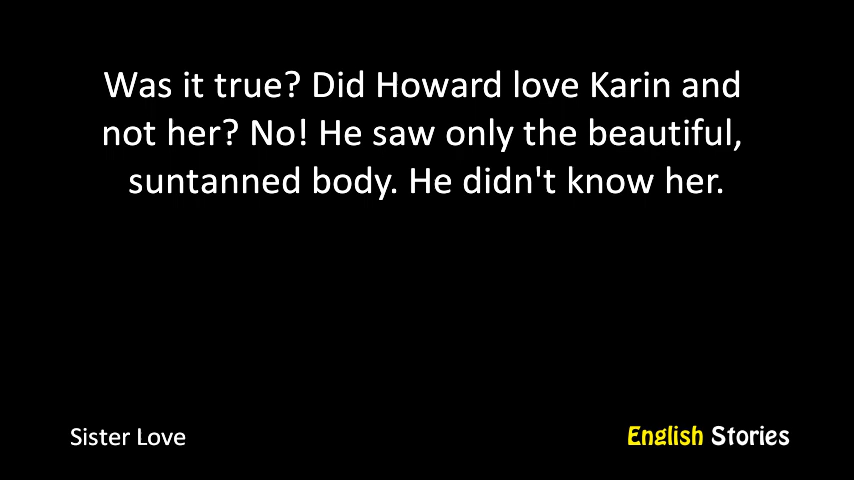 Was it true? Did Howard love Karin and
not her? No! He saw only the beautiful,
suntanned body. He didn't know her.
Sister Love
English Stories